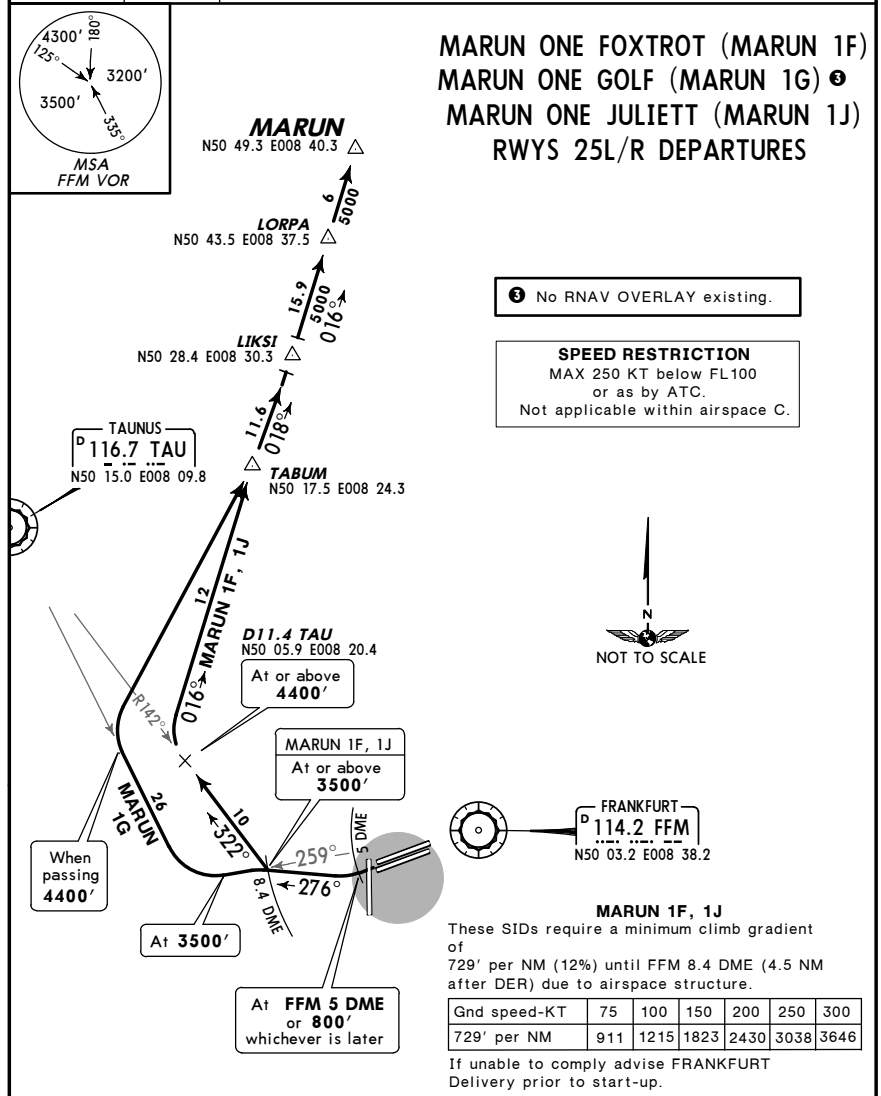 MARUN ONE FOXTROT (MARUN 1F)
MARUN ONE GOLF (MARUN 1G) ❸
MARUN ONE JULIETT (MARUN 1J)
RWYS 25L/R DEPARTURES
4300' 180°
125°
3200'
3500'
335°
MSA
FFM VOR
MARUN
N50 49.3 E008 40.3
6
5000
LORPA
N50 43.5 E008 37.5
15.9
5000
016°
❸ No RNAV OVERLAY existing.
LIKSI
N50 28.4 E008 30.3
SPEED RESTRICTION
MAX 250 KT below FL100
or as by ATC.
Not applicable within airspace C.
11.6
018°
TAUNUS
D 116.7 TAU
N50 15.0 E008 09.8
TABUM
N50 17.5 E008 24.3
12
016° MARUN 1F, 1J
N
NOT TO SCALE
D11.4 TAU
N50 05.9 E008 20.4
At or above
4400'
R142°
MARUN 1F, 1J
At or above
3500'
26
MARUN
1G
10
322°
259°
276°
5 DME
8.4 DME
When
passing
4400'
At 3500'
At FFM 5 DME
or 800'
whichever is later
FRANKFURT
D 114.2 FFM
N50 03.2 E008 38.2
MARUN 1F, 1J
These SIDs require a minimum climb gradient
of
729' per NM (12%) until FFM 8.4 DME (4.5 NM
after DER) due to airspace structure.
Gnd speed-KT 75 100 150 200 250 300
729' per NM 911 1215 1823 2430 3038 3646
If unable to comply advise FRANKFURT
Delivery prior to start-up.